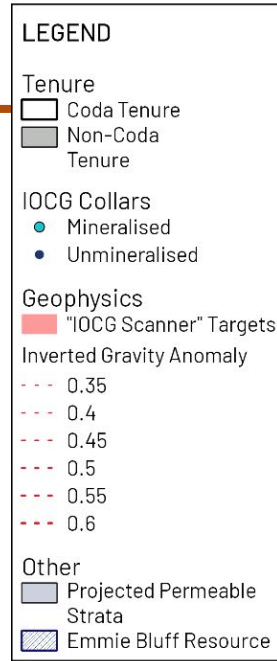 LEGEND
Tenure
Coda Tenure
Non-Coda
Tenure
IOCG Collars
Mineralised
Unmineralised
Geophysics
"IOCG Scanner" Targets
Inverted Gravity Anomaly
0.35
0.4
0.45
0.5
0.55
0.6
Other
Projected Permeable
Strata
Emmie Bluff Resource